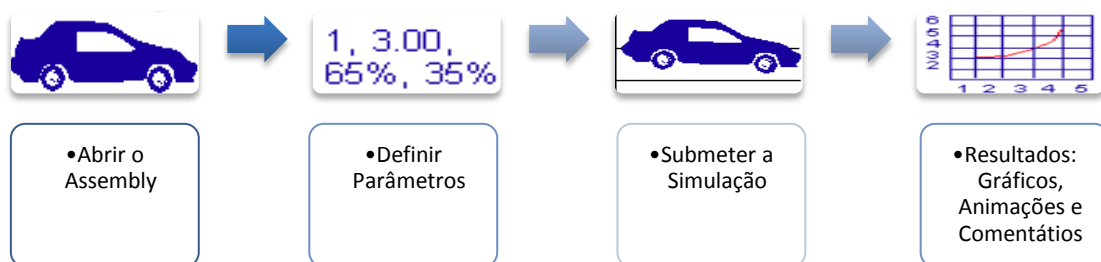 1, 3.00,
65%, 35%
6
5
4
3
2
1 2 3 4 5
•Abrir o
Assembly
•Definir
Parâmetros
•Submeter a
Simulação
•Resultados:
Gráficos,
Animações e
Comentátios